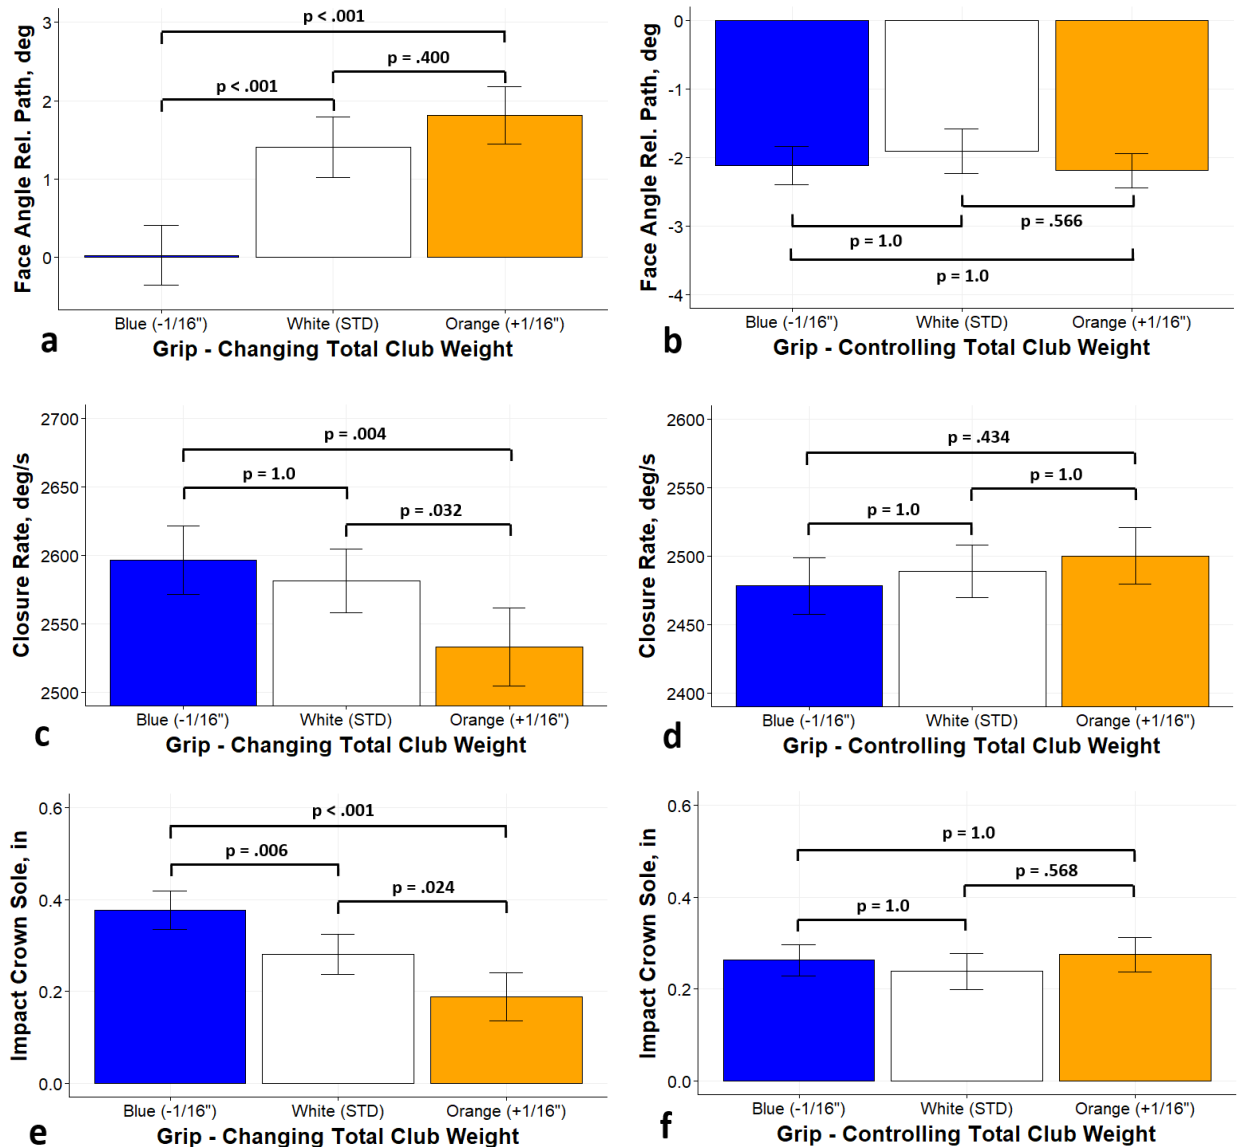 Face Angle Rel. Path, deg
3
2
1
0
p < .001
p = .400
p < .001
Blue (-1/16")
White (STD)
Orange (+1/16")
a
Grip - Changing Total Club Weight
Face Angle Rel. Path, deg
0
-1
-2
-3
-4
p = .566
p = 1.0
p = 1.0
Blue (-1/16")
White (STD)
Orange (+1/16")
b
Grip - Controlling Total Club Weight
Closure Rate, deg/s
2700
2650
2600
2550
2500
p = .004
p = 1.0
p = .032
Blue (-1/16")
White (STD)
Orange (+1/16")
c
Grip - Changing Total Club Weight
Closure Rate, deg/s
2600
2550
2500
2450
2400
p = .434
p = 1.0
p = 1.0
Blue (-1/16")
White (STD)
Orange (+1/16")
d
Grip - Controlling Total Club Weight
Impact Crown Sole, in
0.6
0.4
0.2
0.0
p < .001
p = .006
p = .024
Blue (-1/16")
White (STD)
Orange (+1/16")
e
Grip - Changing Total Club Weight
Impact Crown Sole, in
0.6
0.4
0.2
0.0
p = 1.0
p = .568
p = 1.0
Blue (-1/16")
White (STD)
Orange (+1/16")
f
Grip - Controlling Total Club Weight